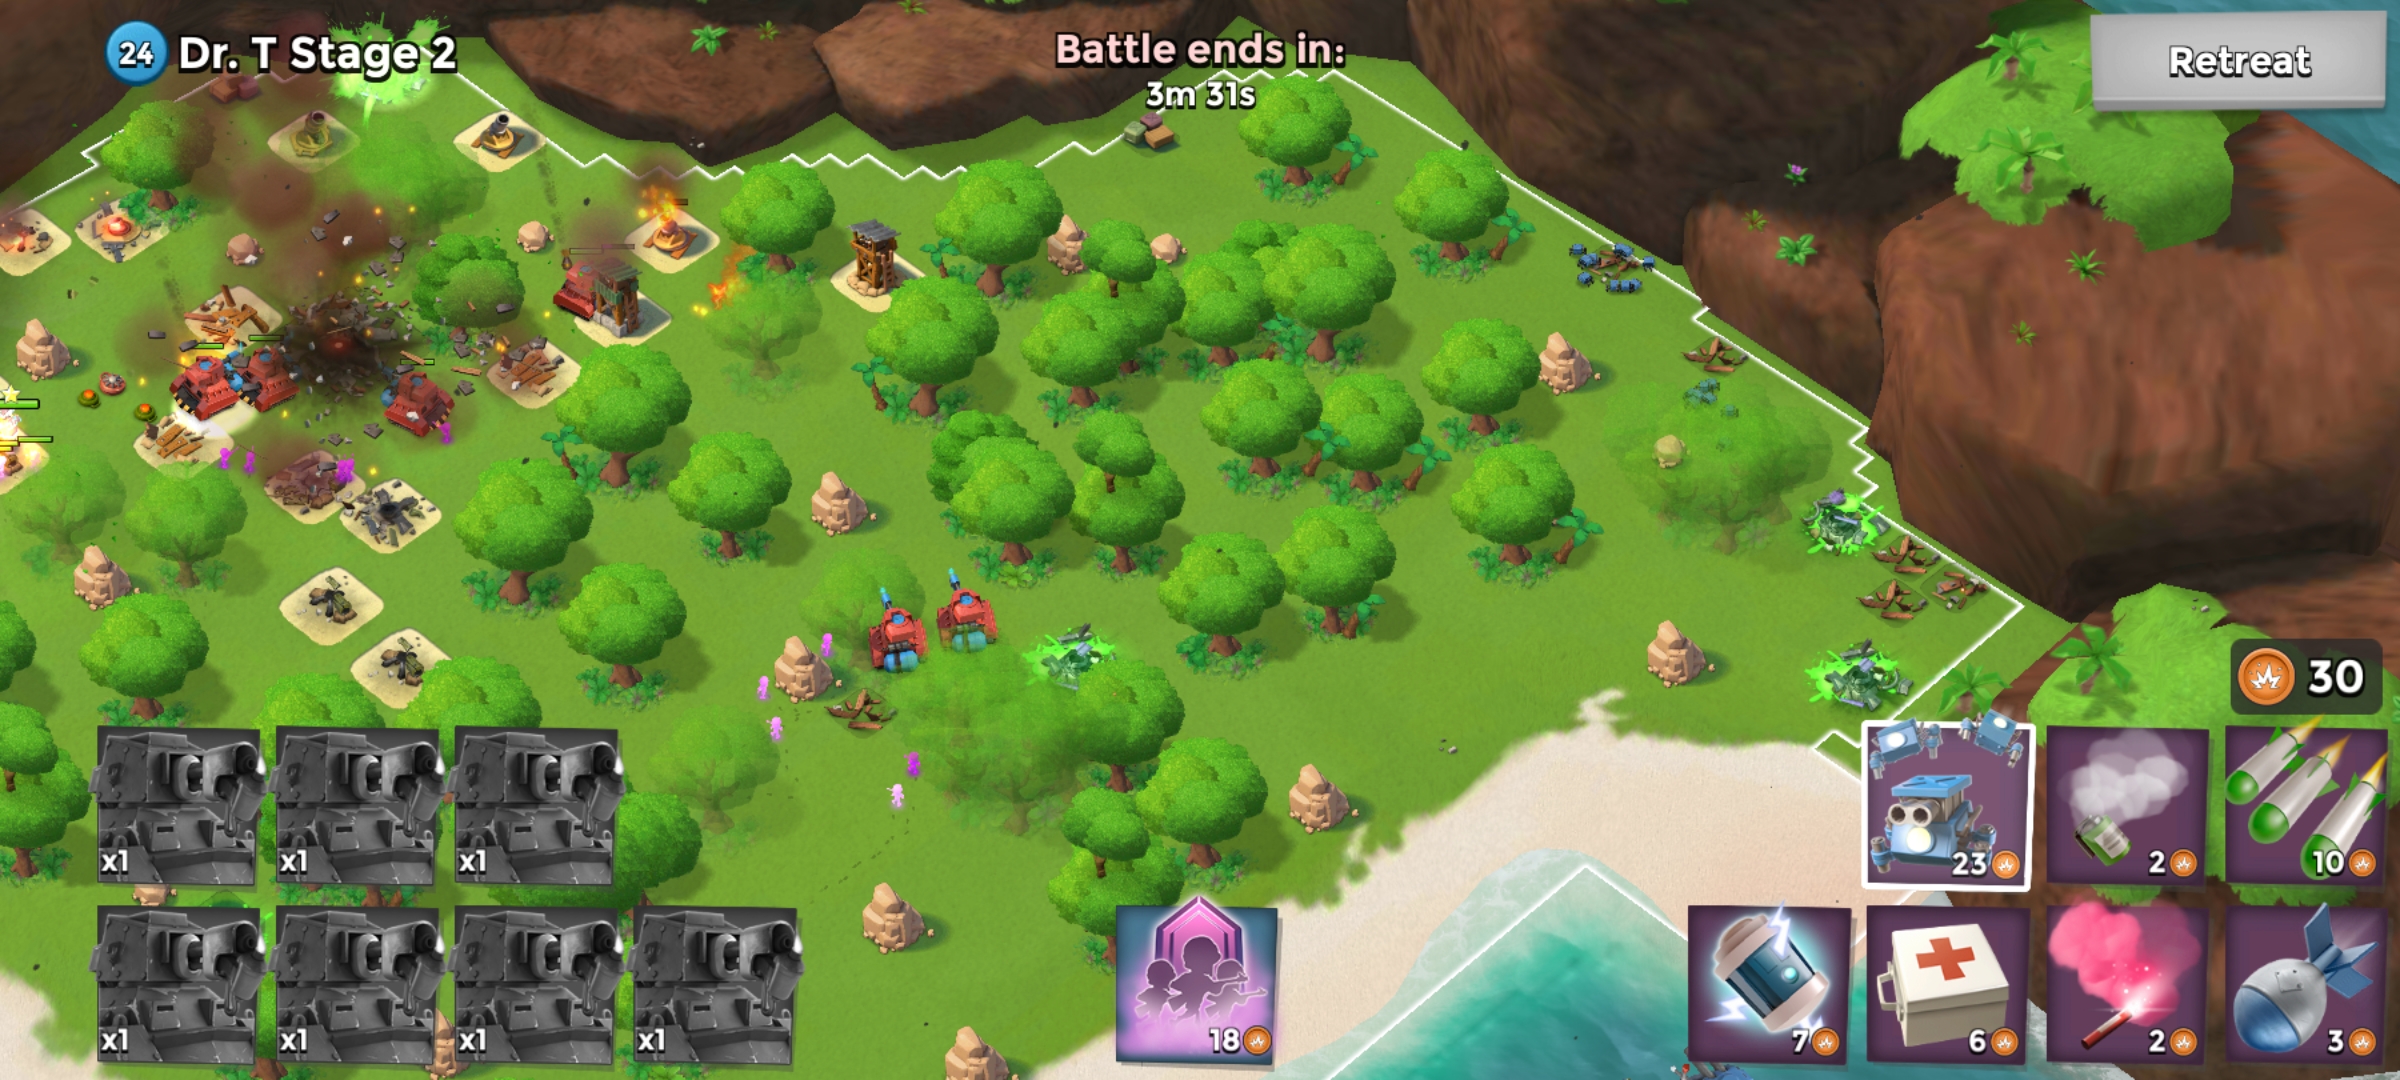 24 Dr. T Stage 2
Battle ends in:
3m 31s
Retreat
30
x1 x1 x1
23 2 10
x1 x1 x1 x1
18
7 6 2 3